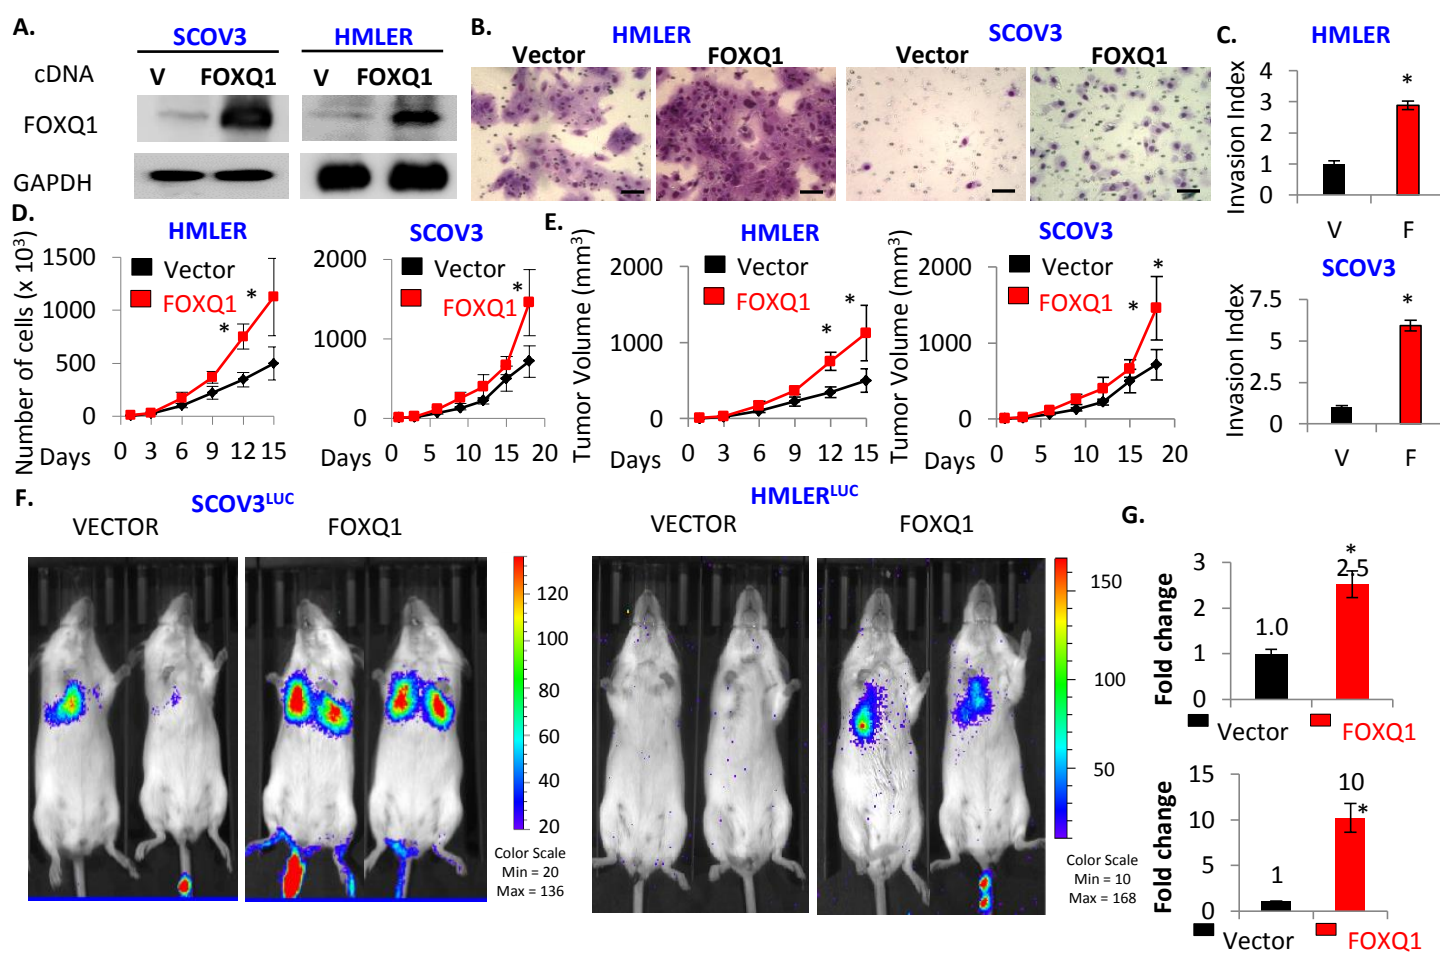 A.
SCOV3
HMLER
cDNA
V
FOXQ1
V
FOXQ1
FOXQ1
GAPDH
B.
HMLER
SCOV3
Vector
FOXQ1
Vector
FOXQ1
C.
HMLER
Invasion Index
4
3
2
1
0
*
V
F
SCOV3
Invasion Index
7.5
5
2.5
0
*
V
F
D.
HMLER
Number of cells (x 10³)
1500
1000
500
0
Vector
FOXQ1
*
*
Days
0 3 6 9 12 15
SCOV3
2000
1000
0
Vector
FOXQ1
*
0 5 10 15 20
E.
HMLER
Tumor Volume (mm³)
2000
1000
0
Vector
FOXQ1
*
*
Days
0 3 6 9 12 15
SCOV3
Tumor Volume (mm³)
2000
1000
0
Vector
FOXQ1
*
*
Days
0 5 10 15 20
F.
SCOV3ᴸᵁᶜ
HMLERᴸᵁᶜ
VECTOR
FOXQ1
VECTOR
FOXQ1
120
100
80
60
40
20
Color Scale
Min = 20
Max = 136
150
100
50
Color Scale
Min = 10
Max = 168
G.
Fold change
3
2
1
0
1.0
*
2.5
Vector
FOXQ1
Fold change
15
10
5
0
1
10
*
Vector
FOXQ1